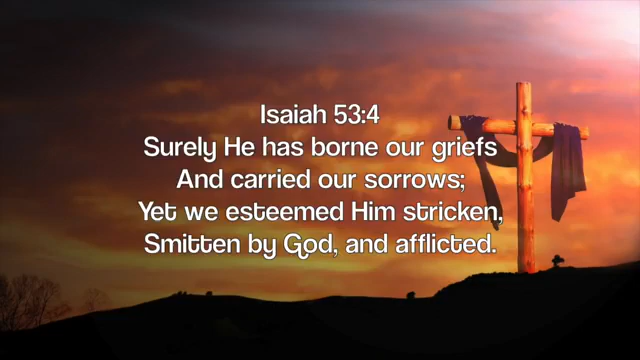 Isaiah 53:4
Surely He has borne our griefs
And carried our sorrows;
Yet we esteemed Him stricken,
Smitten by God, and afflicted.